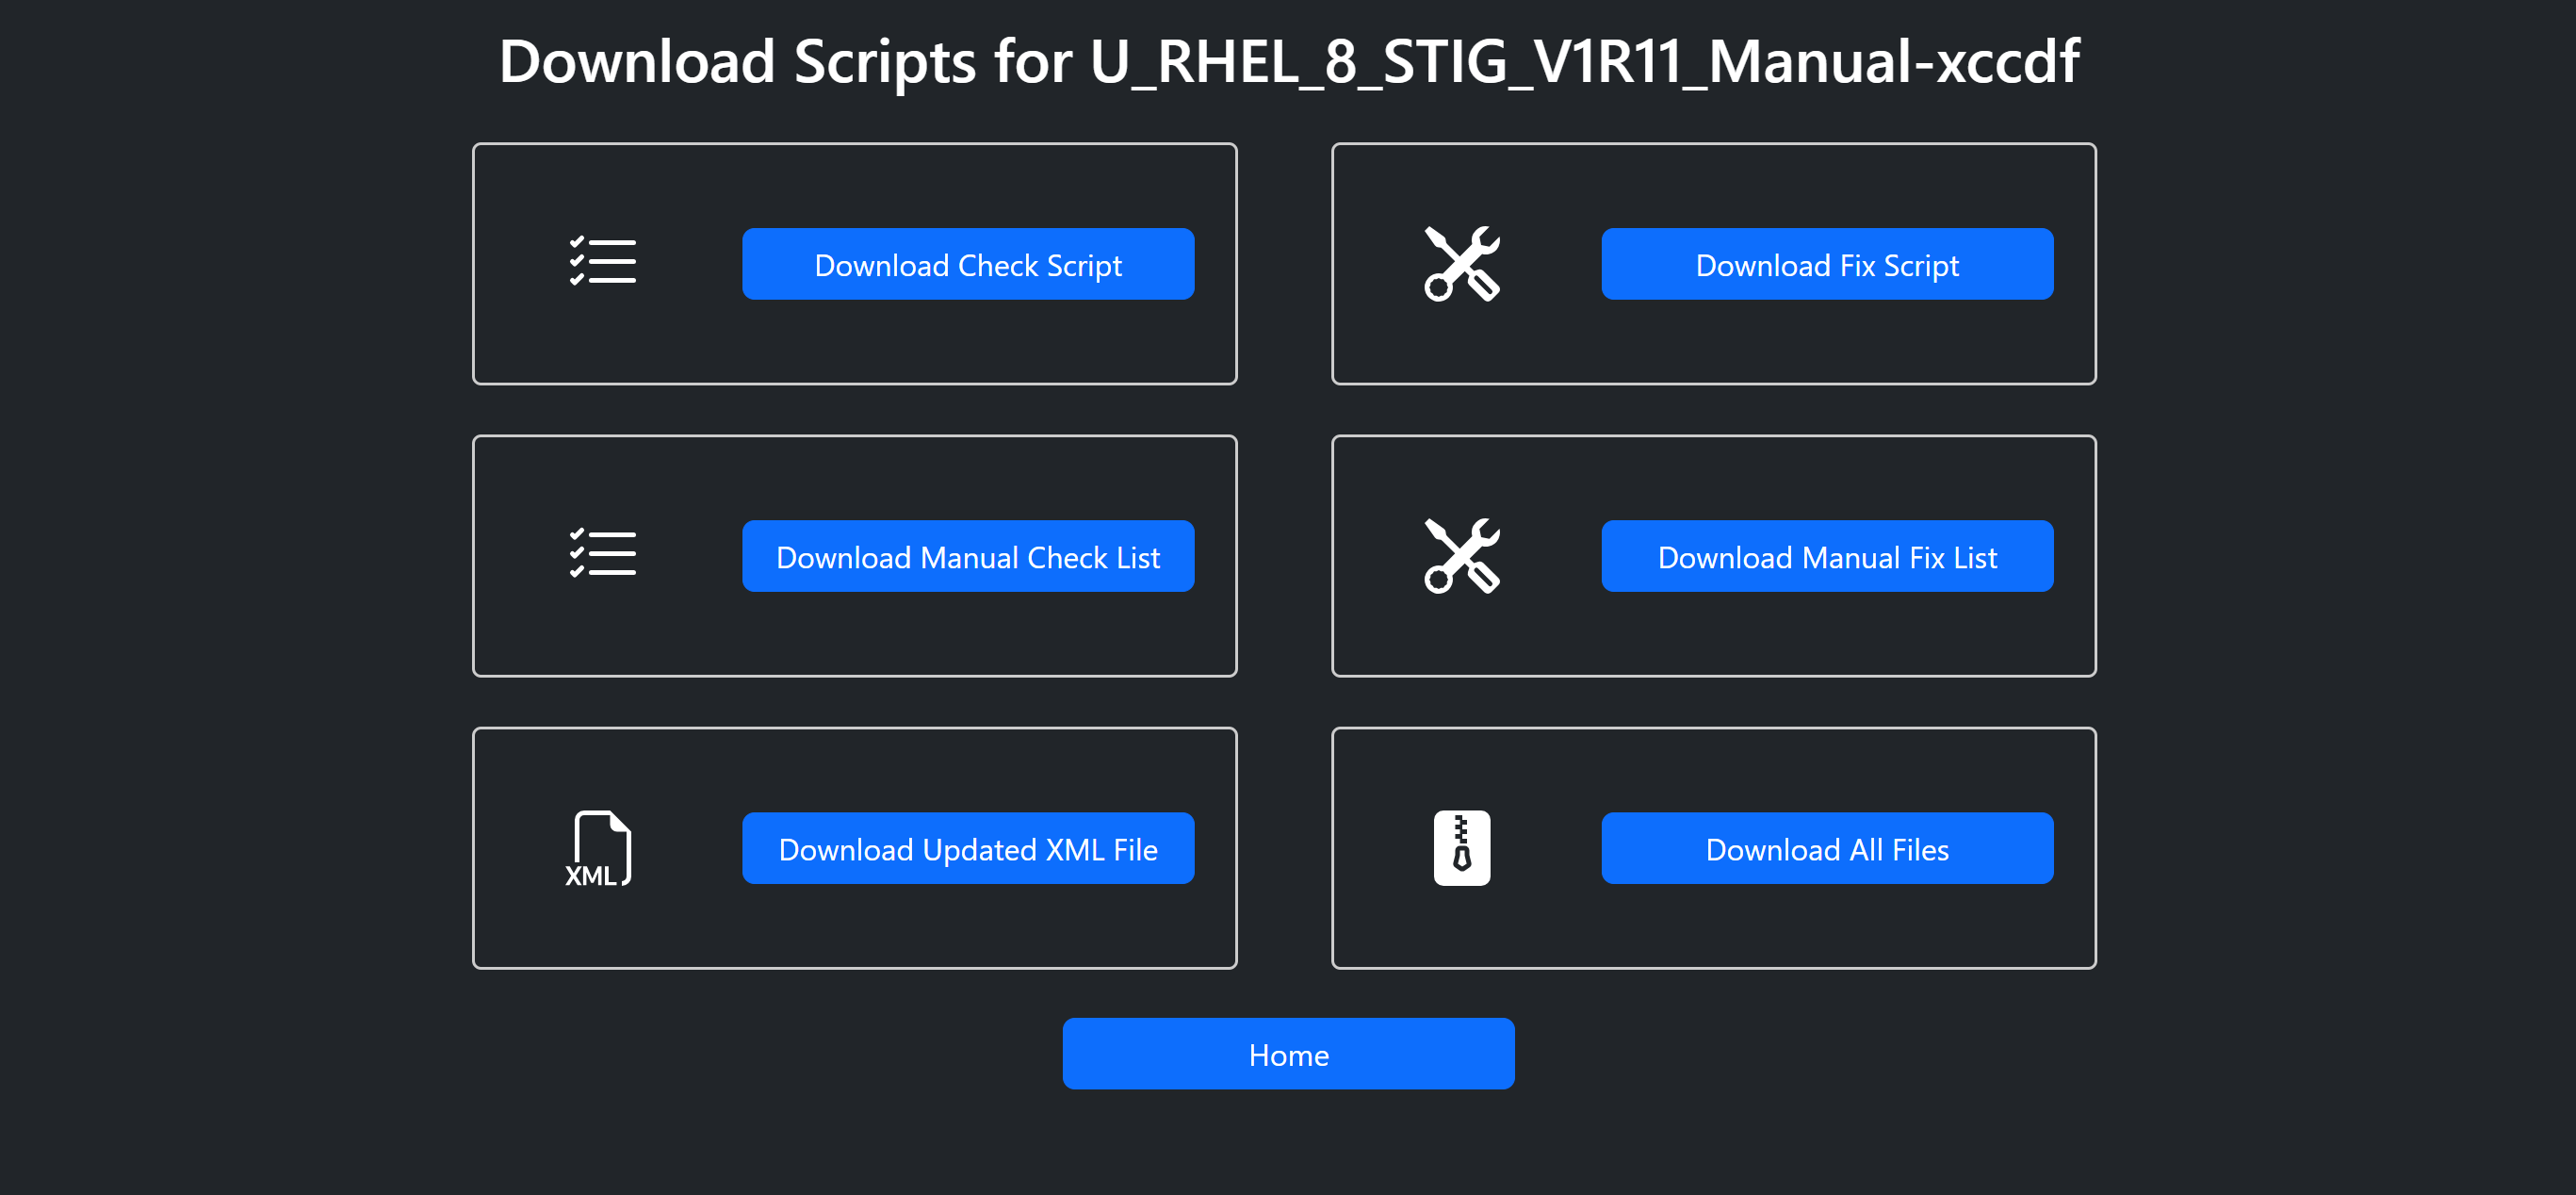 Download Scripts for U_RHEL_8_STIG_V1R11_Manual-xccdf
Download Check Script
Download Fix Script
Download Manual Check List
Download Manual Fix List
XML
Download Updated XML File
Download All Files
Home